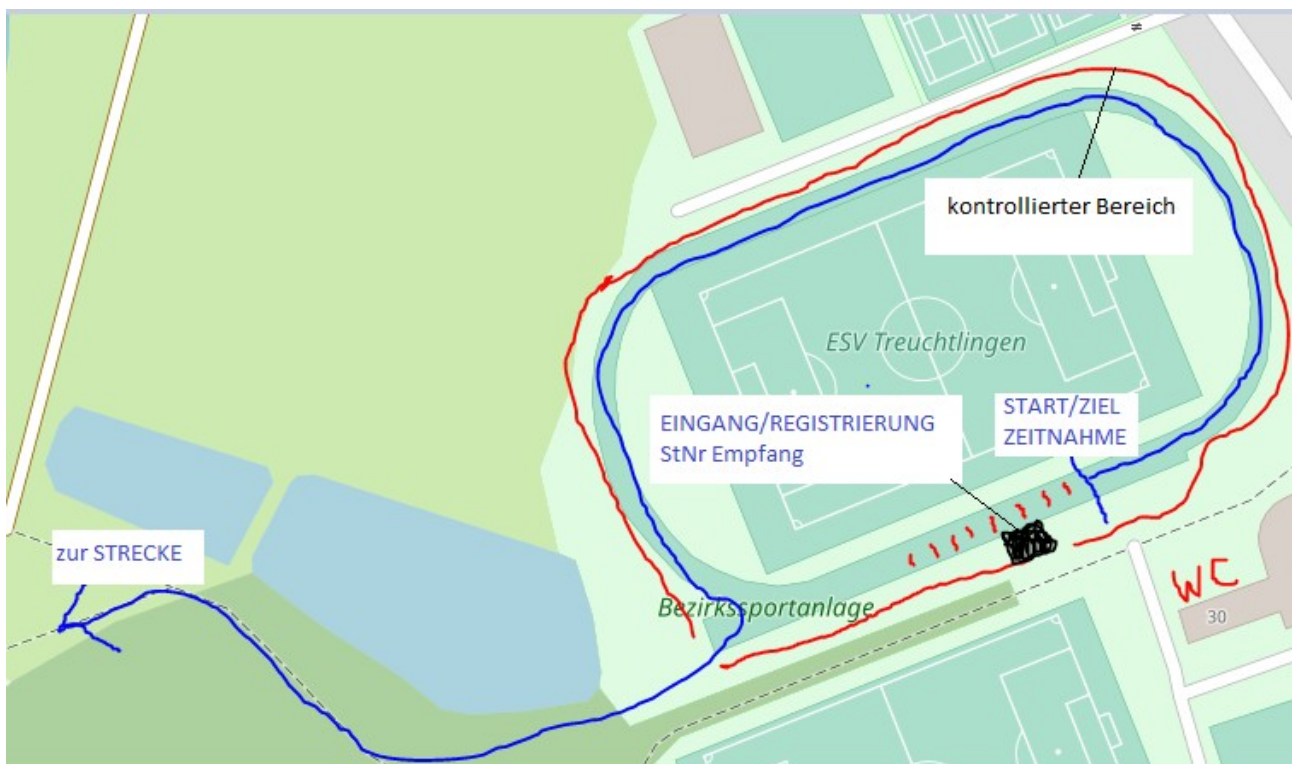 kontrollierter Bereich
ESV Treuchtlingen
EINGANG/REGISTRIERUNG
StNr Empfang
START/ZIEL
ZEITNAHME
zur STRECKE
Bezirkssportanlage
WC
30